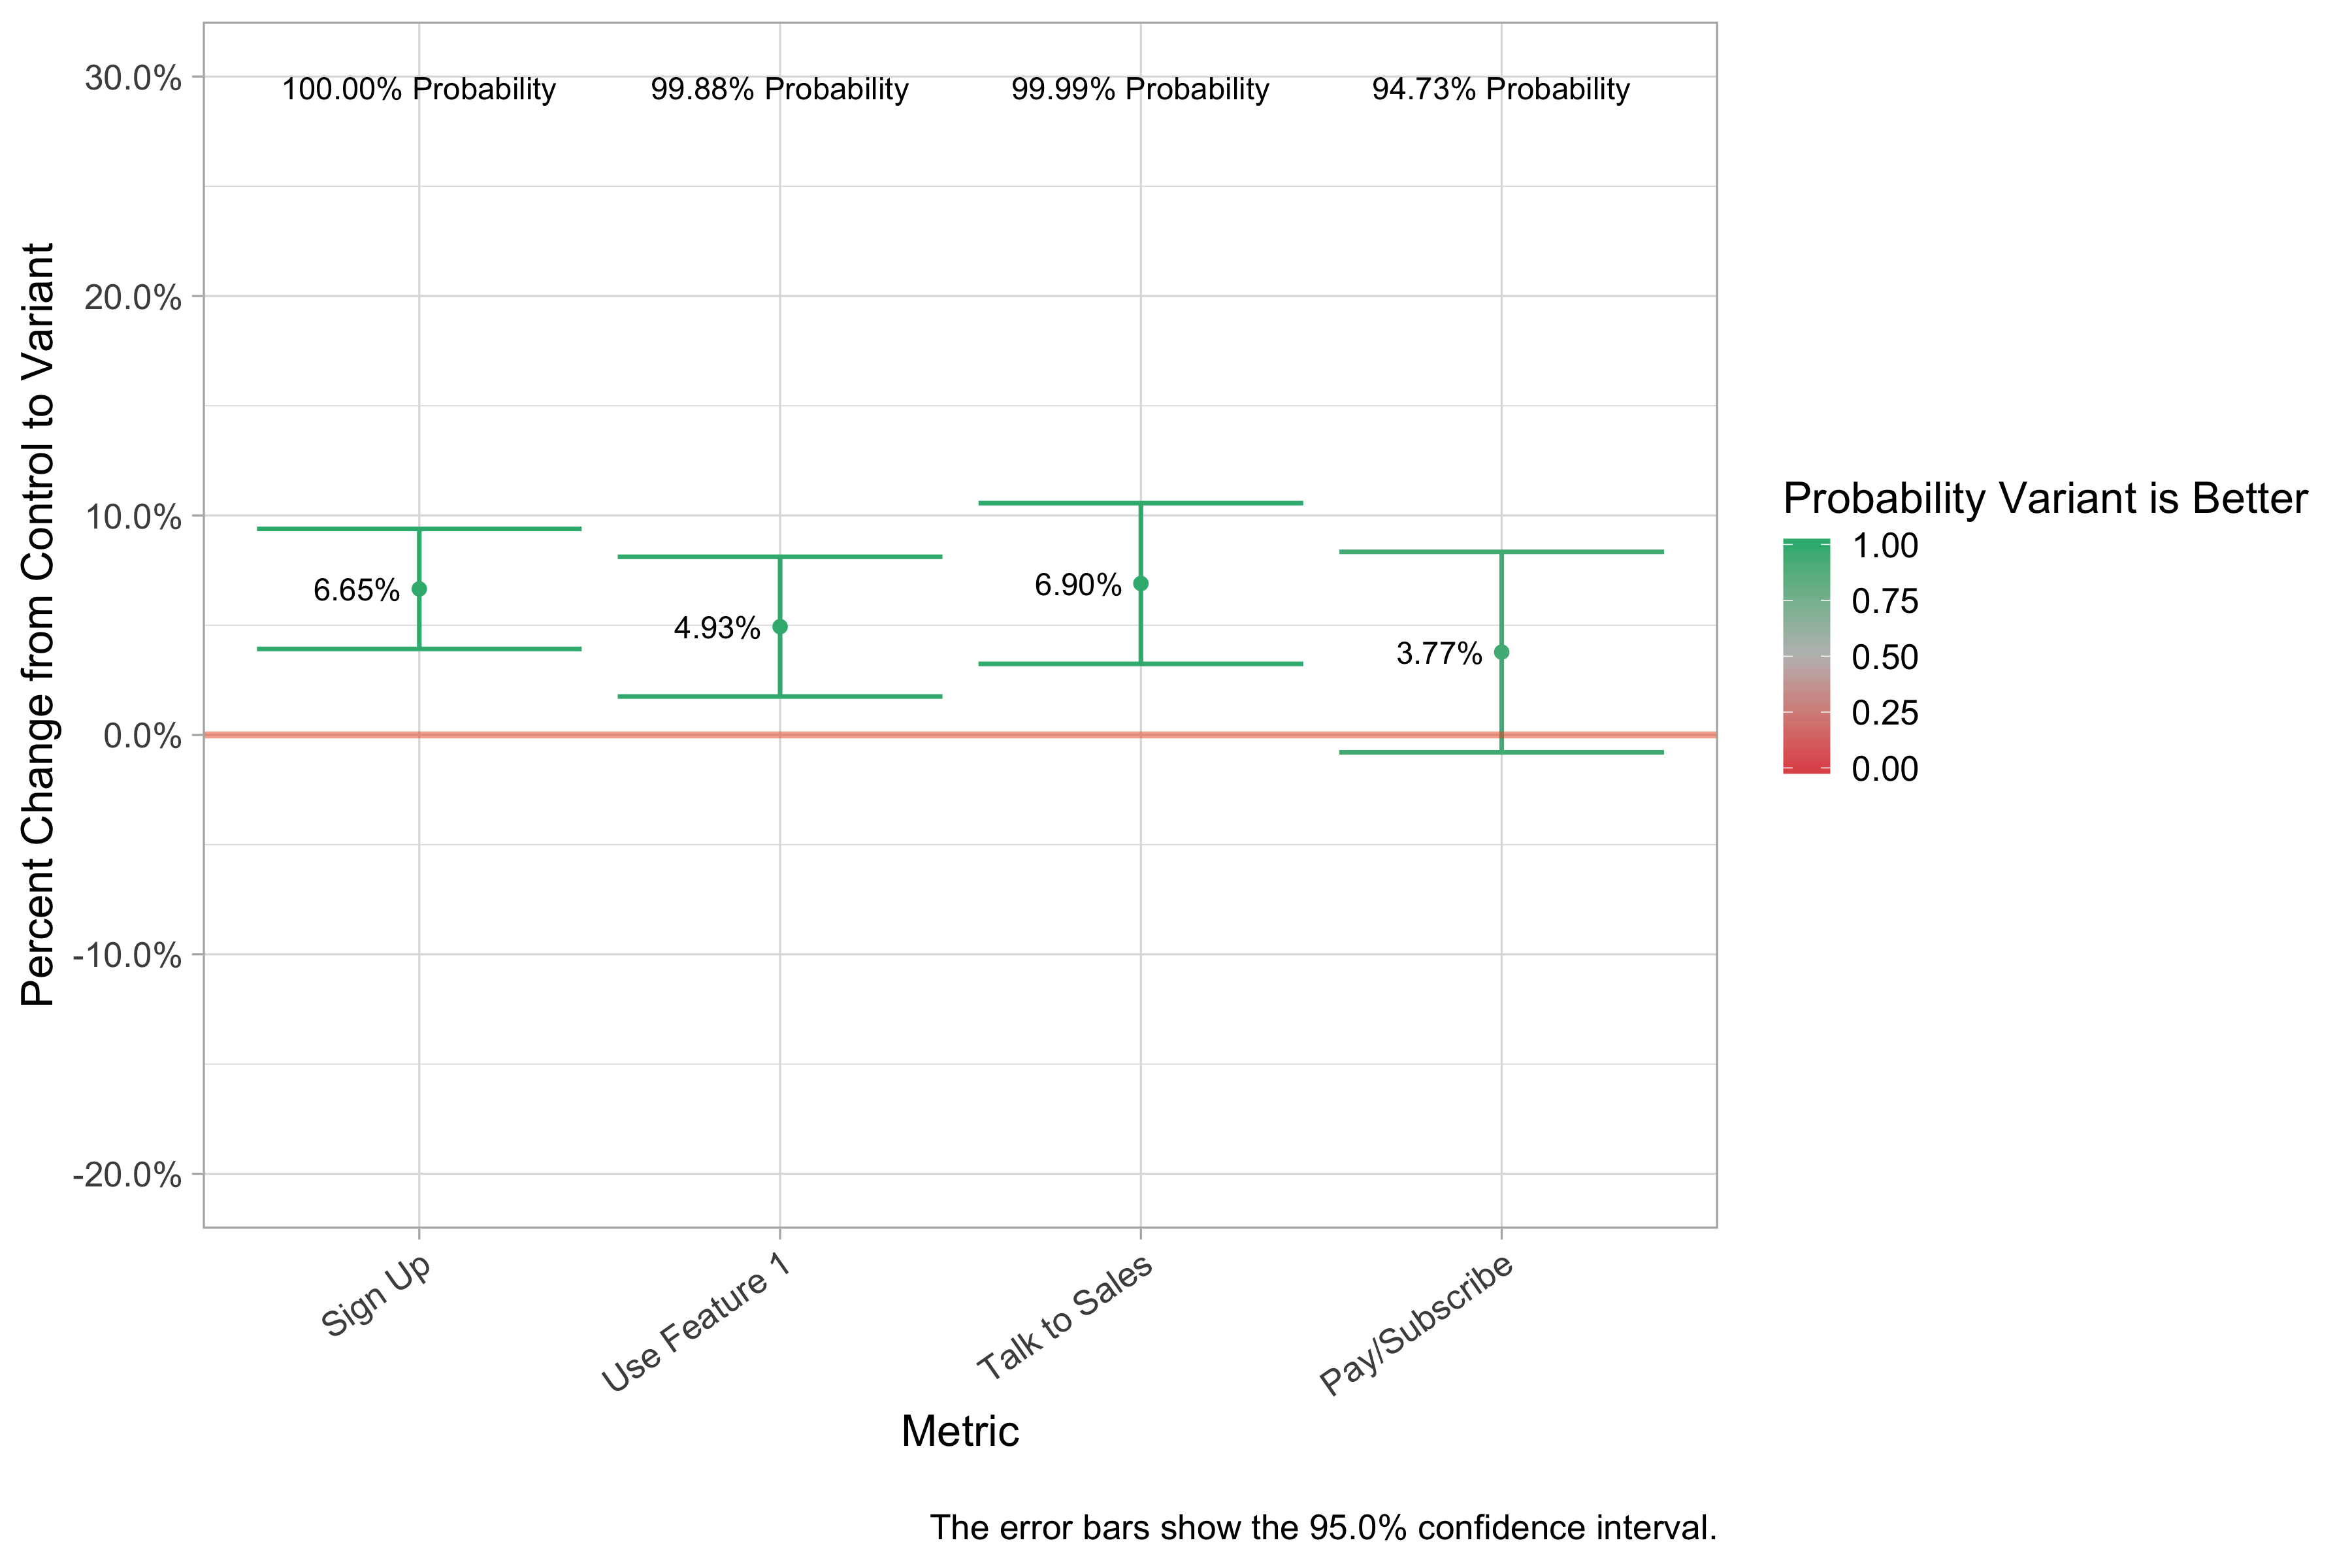 Percent Change from Control to Variant
30.0%
20.0%
10.0%
0.0%
-10.0%
-20.0%
100.00% Probability
99.88% Probability
99.99% Probability
94.73% Probability
6.65%
4.93%
6.90%
3.77%
Sign Up
Use Feature 1
Talk to Sales
Pay/Subscribe
Metric
Probability Variant is Better
1.00
0.75
0.50
0.25
0.00
The error bars show the 95.0% confidence interval.